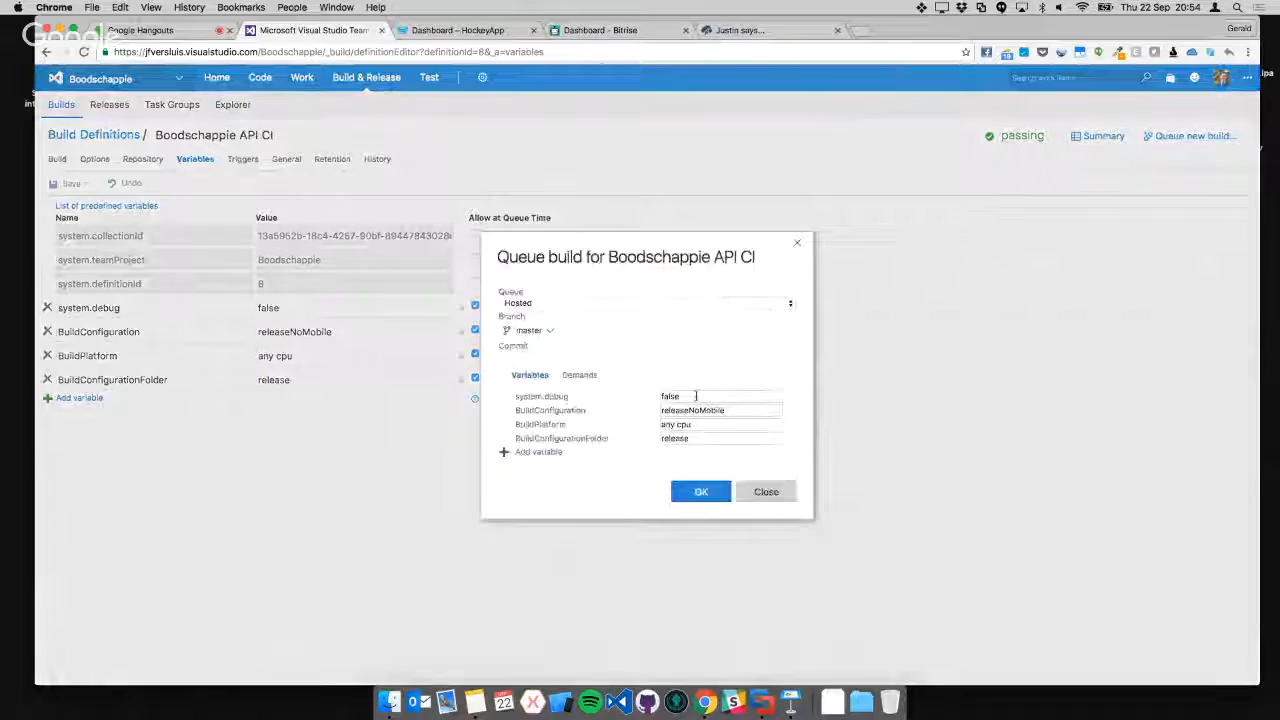 Chrome File Edit View History Bookmarks People Window Help Thu 22 Sep 20:54
Google Hangouts Microsoft Visual Studio Team Dashboard – HockeyApp Dashboard - Bitrise Justin says... Gerald
Google
https://jfversluis.visualstudio.com/Boodschappie/_build/definitionEditor?definitionId=8&_a=variables
Boodschappie Home Code Work Build & Release Test Search work items
Builds Releases Task Groups Explorer
Build Definitions / Boodschappie API CI passing Summary Queue new build...
Build Options Repository Variables Triggers General Retention History
Save Undo
List of predefined variables
Name Value Allow at Queue Time
system.collectionId 13a5952b-18c4-4267-90bf-89447843028
system.teamProject Boodschappie
system.definitionId 8
system.debug false
BuildConfiguration releaseNoMobile
BuildPlatform any cpu
BuildConfigurationFolder release
Add variable
Queue build for Boodschappie API CI
Queue
Hosted
Branch
master
Commit
Variables Demands
system.debug false
BuildConfiguration releaseNoMobile
BuildPlatform any cpu
BuildConfigurationFolder release
Add variable
OK Close
22